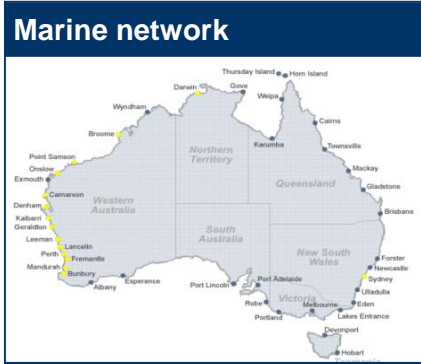 Marine network
Thursday Island
Horn Island
Darwin
Gove
Weipa
Wyndham
Cairns
Broome
Karumba
Northern
Territory
Townsville
Point Samson
Onslow
Exmouth
Mackay
Queensland
Gladstone
Carnarvon
Western
Australia
Denham
Brisbane
Kalbarri
Geraldton
South
Australia
Leeman
Lancelin
New South
Wales
Forster
Perth
Fremantle
Newcastle
Mandurah
Bunbury
Esperance
Albany
Port Lincoln
Port Adelaide
Sydney
Ulladulla
Robe
Victoria
Melbourne
Eden
Portland
Lakes Entrance
Devonport
Hobart
Tasmania